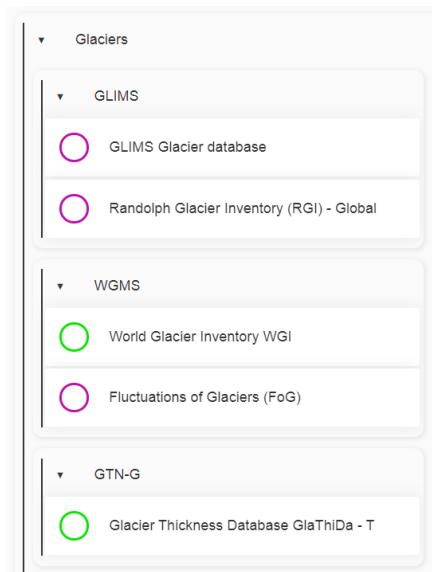 Glaciers
GLIMS
GLIMS Glacier database
Randolph Glacier Inventory (RGI) - Global
WGMS
World Glacier Inventory WGI
Fluctuations of Glaciers (FoG)
GTN-G
Glacier Thickness Database GlaThiDa - T